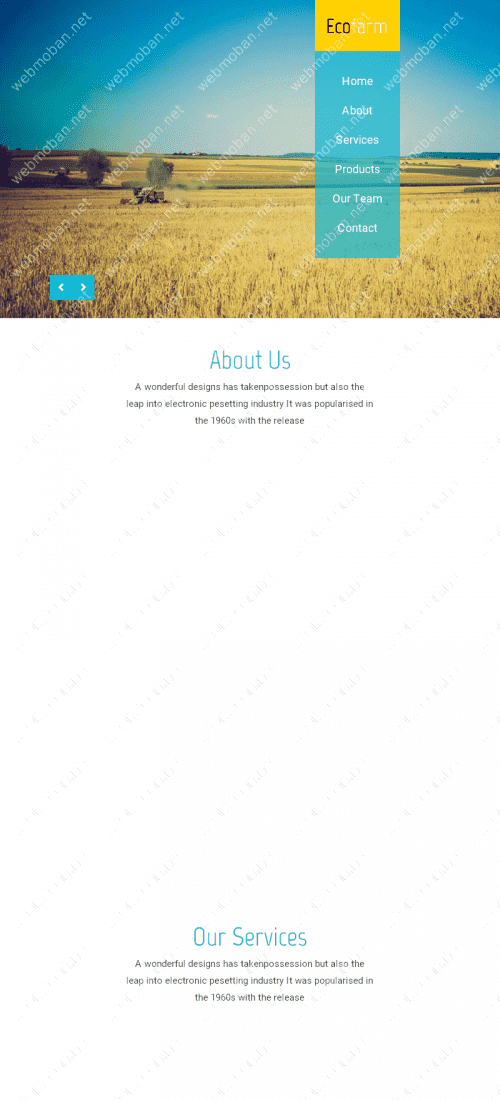 Ecofarm
Home
About
Services
Products
Our Team
Contact
webmoban.net
About Us
A wonderful designs has takenpossession but also the
leap into electronic pesetting industry It was popularised in
the 1960s with the release
Our Services
A wonderful designs has takenpossession but also the
leap into electronic pesetting industry It was popularised in
the 1960s with the release